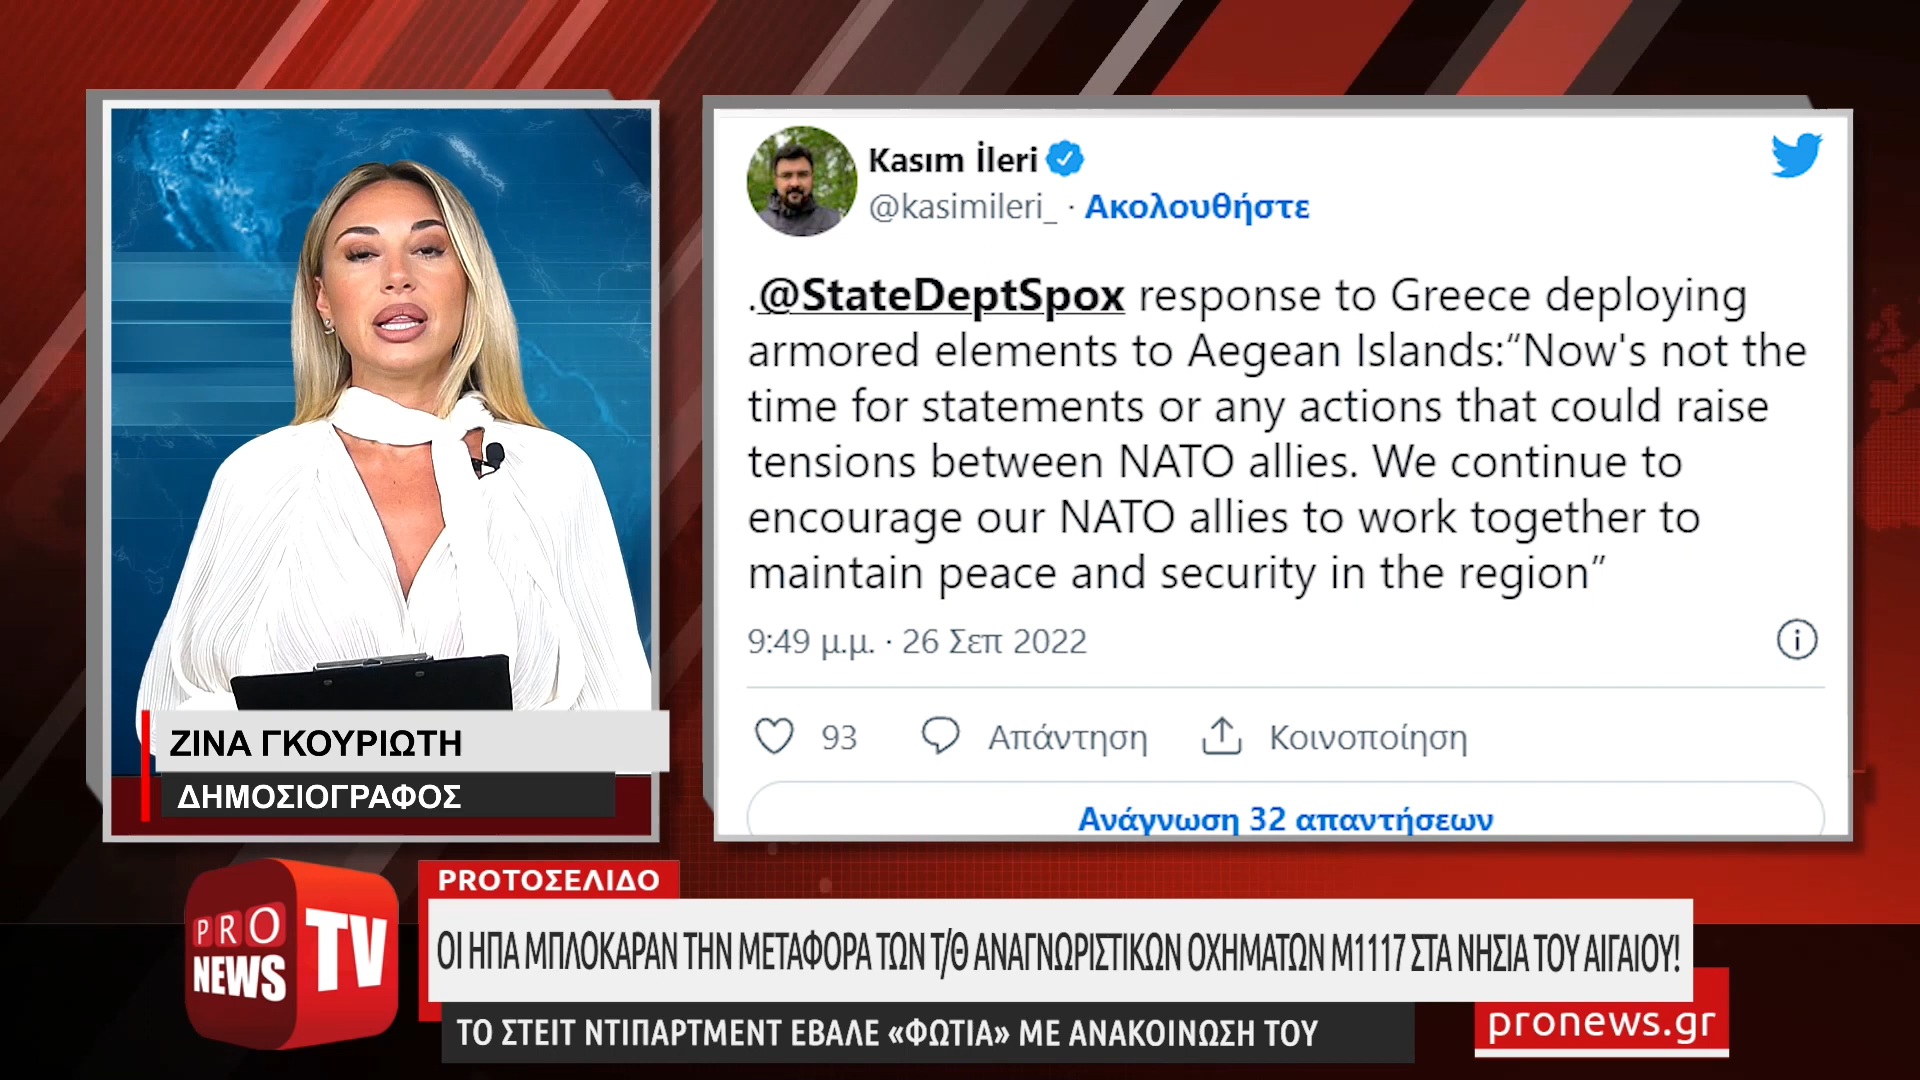 Kasım İleri
@kasimileri_ · Ακολουθήστε
.@StateDeptSpox response to Greece deploying
armored elements to Aegean Islands:“Now's not the
time for statements or any actions that could raise
tensions between NATO allies. We continue to
encourage our NATO allies to work together to
maintain peace and security in the region”
9:49 μ.μ. · 26 Σεπ 2022
93 Απάντηση Κοινοποίηση
Ανάγνωση 32 απαντήσεων
ΖΙΝΑ ΓΚΟΥΡΙΩΤΗ
ΔΗΜΟΣΙΟΓΡΑΦΟΣ
PRO
NEWS
TV
PROTOΣΕΛΙΔΟ
ΟΙ ΗΠΑ ΜΠΛΟΚΑΡΑΝ ΤΗΝ ΜΕΤΑΦΟΡΑ ΤΩΝ Τ/Θ ΑΝΑΓΝΩΡΙΣΤΙΚΩΝ ΟΧΗΜΑΤΩΝ Μ1117 ΣΤΑ ΝΗΣΙΑ ΤΟΥ ΑΙΓΑΙΟΥ!
ΤΟ ΣΤΕΙΤ ΝΤΙΠΑΡΤΜΕΝΤ ΕΒΑΛΕ «ΦΩΤΙΑ» ΜΕ ΑΝΑΚΟΙΝΩΣΗ ΤΟΥ
pronews.gr